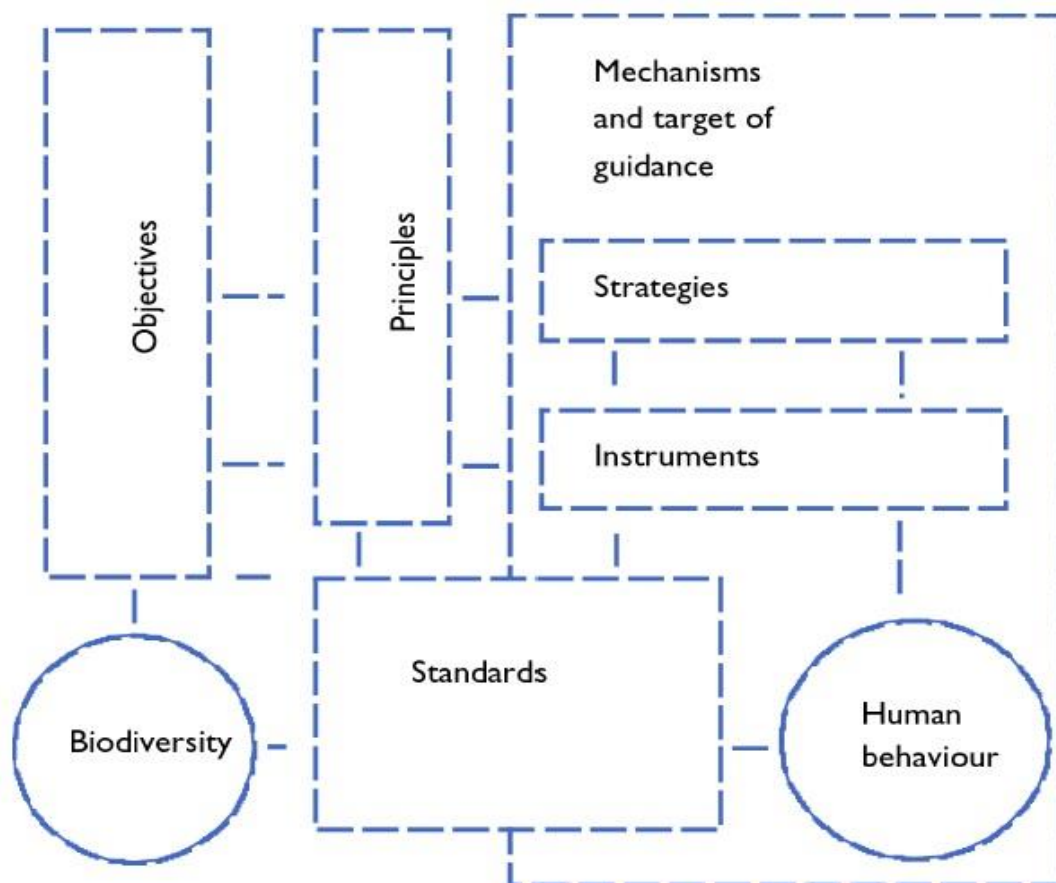 Objectives
Principles
Mechanisms
and target of
guidance
Strategies
Instruments
Standards
Biodiversity
Human
behaviour